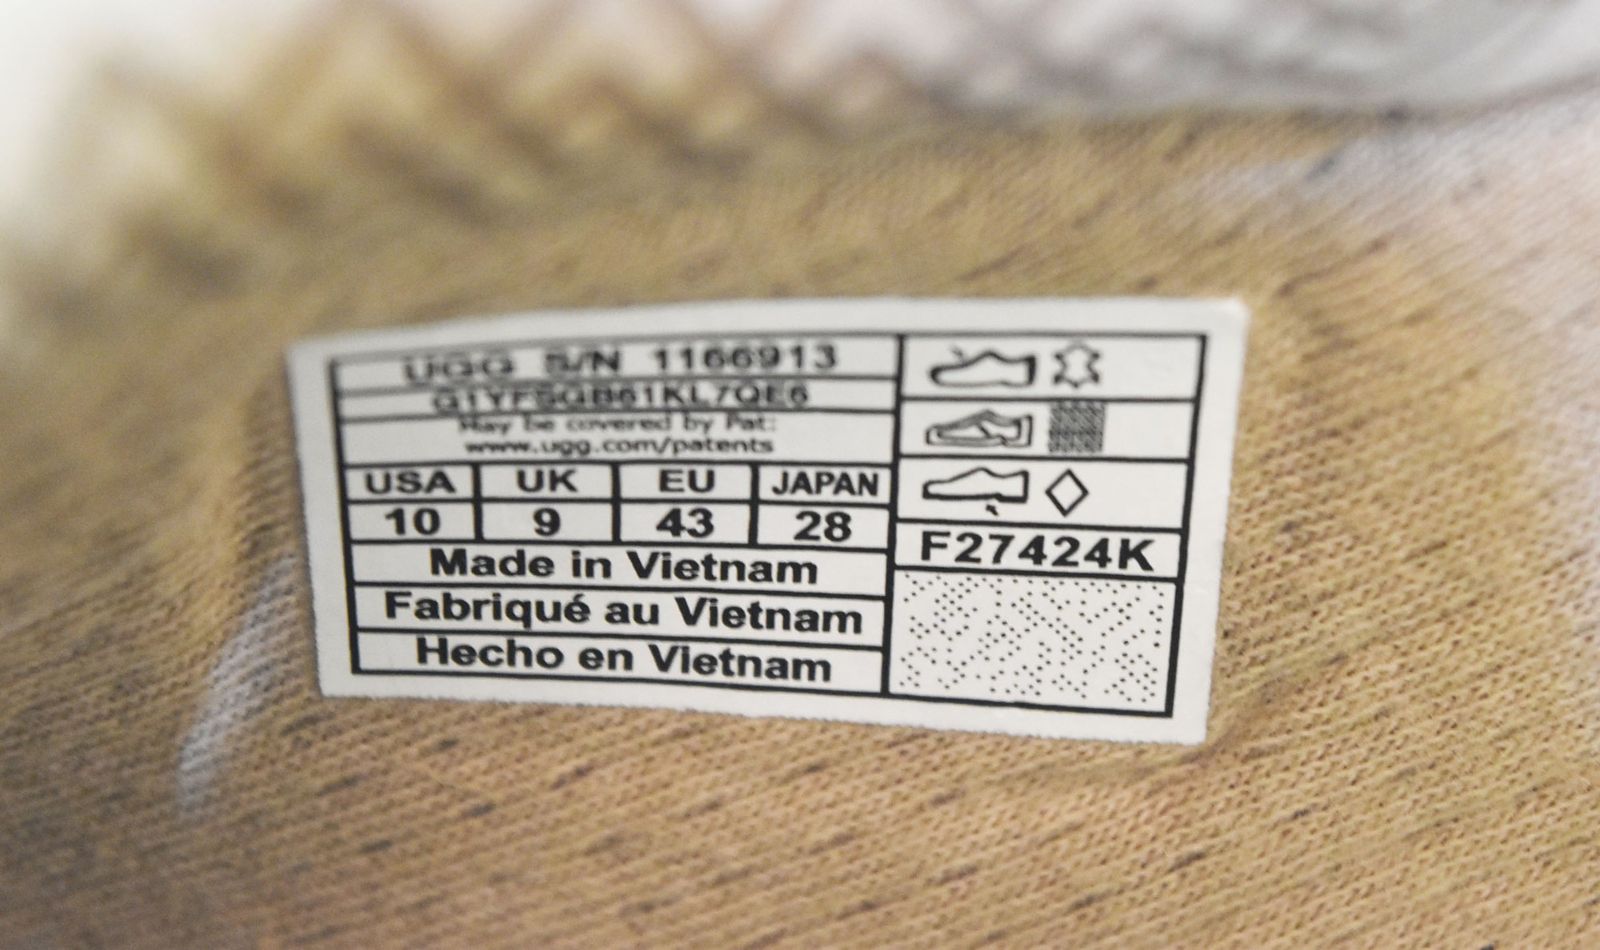 UGG S/N 1166913
G1YFSGB61KL7QE6
May be covered by Pat:
www.ugg.com/patents
USA UK EU JAPAN
10 9 43 28
Made in Vietnam
Fabriqué au Vietnam
Hecho en Vietnam
F27424K